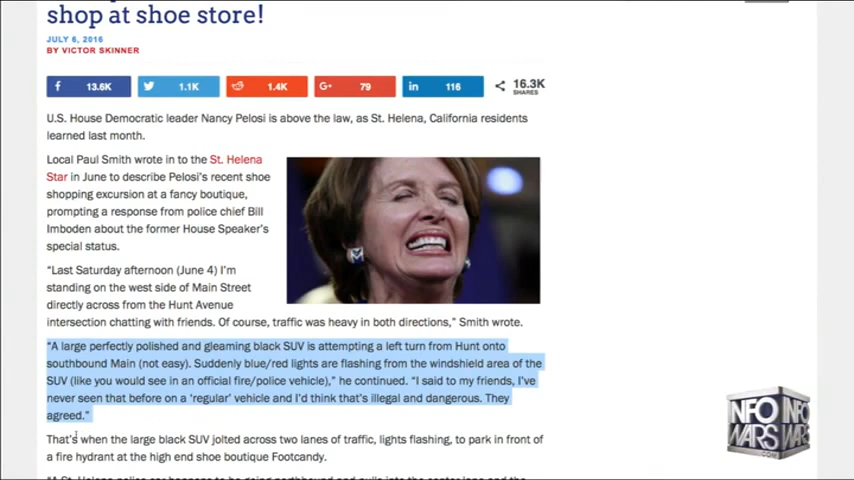 shop at shoe store!
JULY 6, 2016
BY VICTOR SKINNER
f 13.6K 1.1K 1.4K G+ 79 in 116 16.3K
SHARES
U.S. House Democratic leader Nancy Pelosi is above the law, as St. Helena, California residents
learned last month.
Local Paul Smith wrote in to the St. Helena
Star in June to describe Pelosi's recent shoe
shopping excursion at a fancy boutique,
prompting a response from police chief Bill
Imboden about the former House Speaker's
special status.
"Last Saturday afternoon (June 4) I'm
standing on the west side of Main Street
directly across from the Hunt Avenue
intersection chatting with friends. Of course, traffic was heavy in both directions," Smith wrote.
"A large perfectly polished and gleaming black SUV is attempting a left turn from Hunt onto
southbound Main (not easy). Suddenly blue/red lights are flashing from the windshield area of the
SUV (like you would see in an official fire/police vehicle)," he continued. "I said to my friends, I've
never seen that before on a 'regular' vehicle and I'd think that's illegal and dangerous. They
agreed."
That's when the large black SUV jolted across two lanes of traffic, lights flashing, to park in front of
a fire hydrant at the high end shoe boutique Footcandy.
INFO
WARS
.COM
INFO
WARS